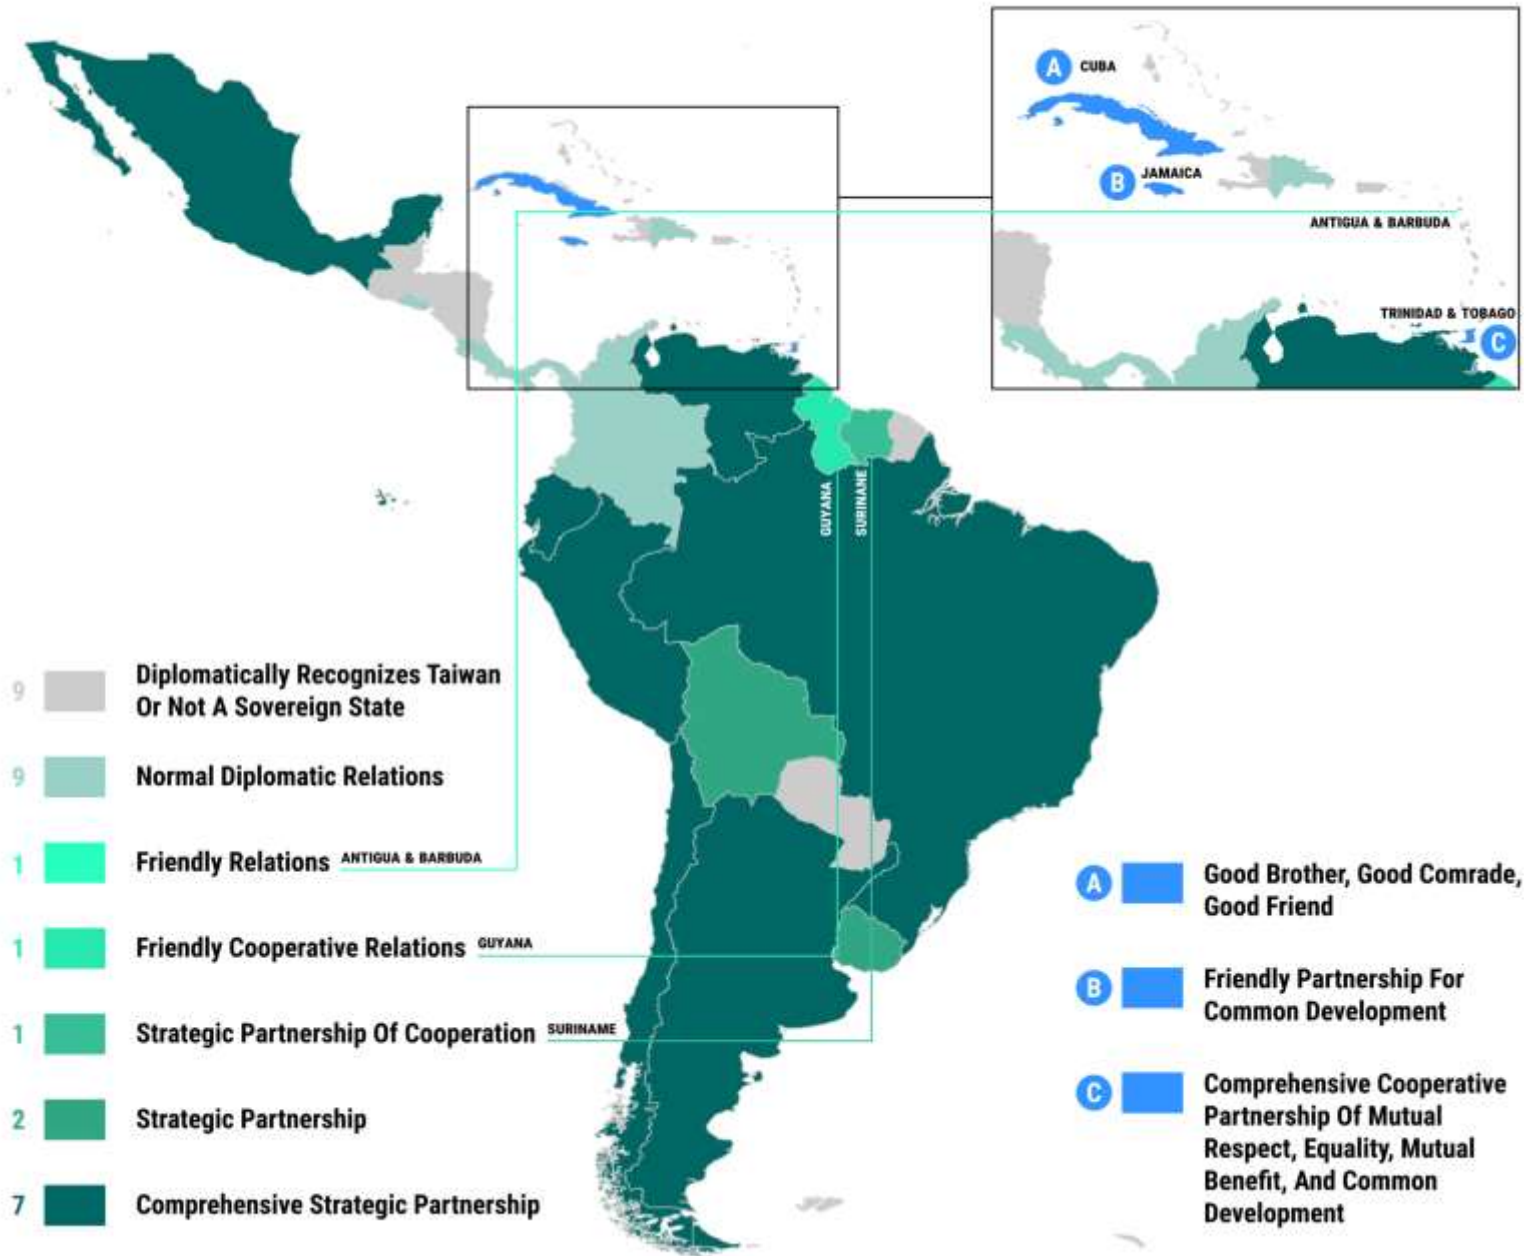 A CUBA
B JAMAICA
ANTIGUA & BARBUDA
TRINIDAD & TOBAGO
C
GUYANA
SURINANE
9 Diplomatically Recognizes Taiwan
Or Not A Sovereign State
9 Normal Diplomatic Relations
1 Friendly Relations ANTIGUA & BARBUDA
1 Friendly Cooperative Relations GUYANA
1 Strategic Partnership Of Cooperation SURINAME
2 Strategic Partnership
7 Comprehensive Strategic Partnership
A Good Brother, Good Comrade,
Good Friend
B Friendly Partnership For
Common Development
C Comprehensive Cooperative
Partnership Of Mutual
Respect, Equality, Mutual
Benefit, And Common
Development